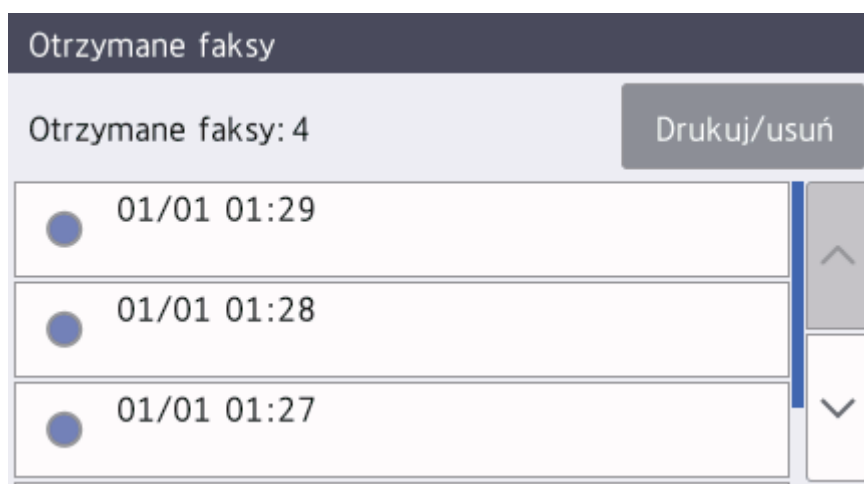 Otrzymane faksy
Otrzymane faksy: 4
Drukuj/usuń
01/01 01:29
01/01 01:28
01/01 01:27